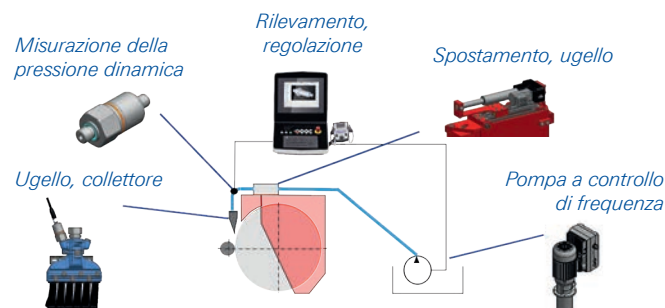 Rilevamento,
regolazione
Misurazione della
pressione dinamica
Spostamento, ugello
Ugello, collettore
Pompa a controllo
di frequenza